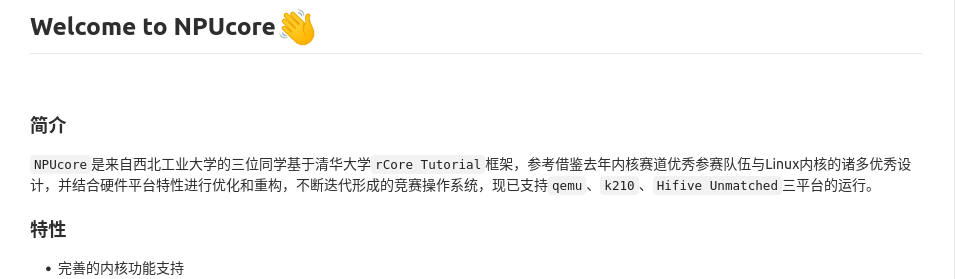 Welcome to NPUcore👋
简介
NPUcore 是来自西北工业大学的三位同学基于清华大学 rCore Tutorial 框架，参考借鉴去年内核赛道优秀参赛队伍与Linux内核的诸多优秀设
计，并结合硬件平台特性进行优化和重构，不断迭代形成的竞赛操作系统，现已支持 qemu 、 k210 、 Hifive Unmatched 三平台的运行。
特性
• 完善的内核功能支持